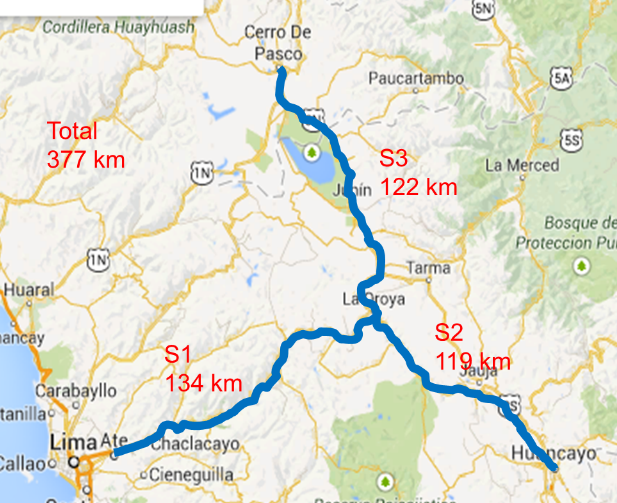 Cordillera Huayhuash
5N
Cerro De
Pasco
Paucartambo
5A
Total
377 km
5S
1N
S3
122 km
La Merced
Junín
Bosque de
Proteccion Pui
1N
Tarma
Huaral
La Oroya
ancay
S1
134 km
S2
119 km
Jauja
Carabayllo
tanilla
Lima
Ate
Chaclacayo
Huancayo
Callao
Cieneguilla